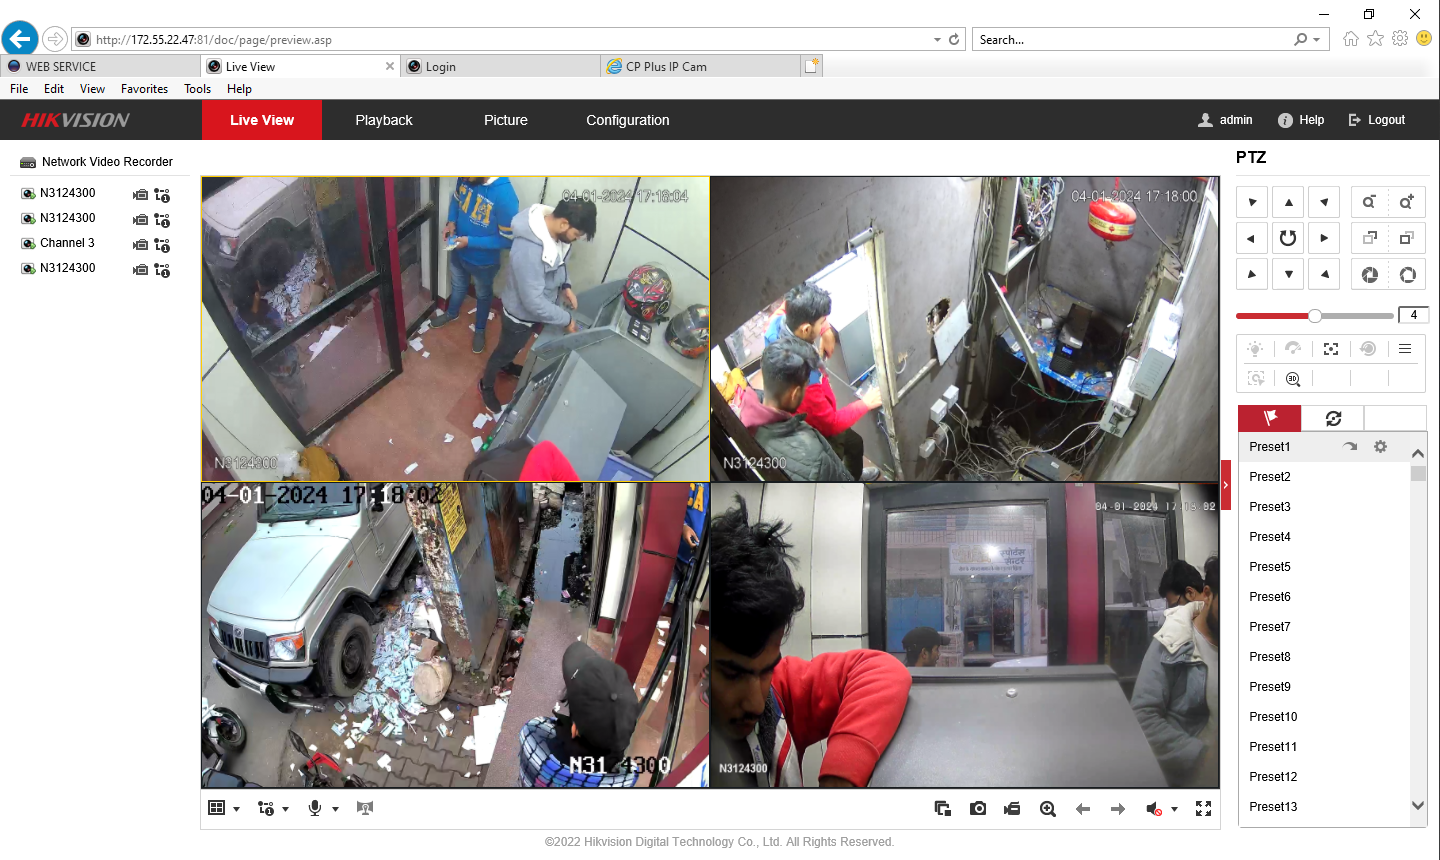 http://172.55.22.47:81/doc/page/preview.asp
Search...
WEB SERVICE
Live View
Login
CP Plus IP Cam
File
Edit
View
Favorites
Tools
Help
HIKVISION
Live View
Playback
Picture
Configuration
admin
Help
Logout
Network Video Recorder
N3124300
N3124300
Channel 3
N3124300
04-01-2024 17:18:04
N3124300
04-01-2024 17 18:00
N3124300
04-01-2024 17:18:02
N31 4300
04-01 2024 17:18:02
N3124300
PTZ
4
3D
Preset1
Preset2
Preset3
Preset4
Preset5
Preset6
Preset7
Preset8
Preset9
Preset10
Preset11
Preset12
Preset13
©2022 Hikvision Digital Technology Co., Ltd. All Rights Reserved.